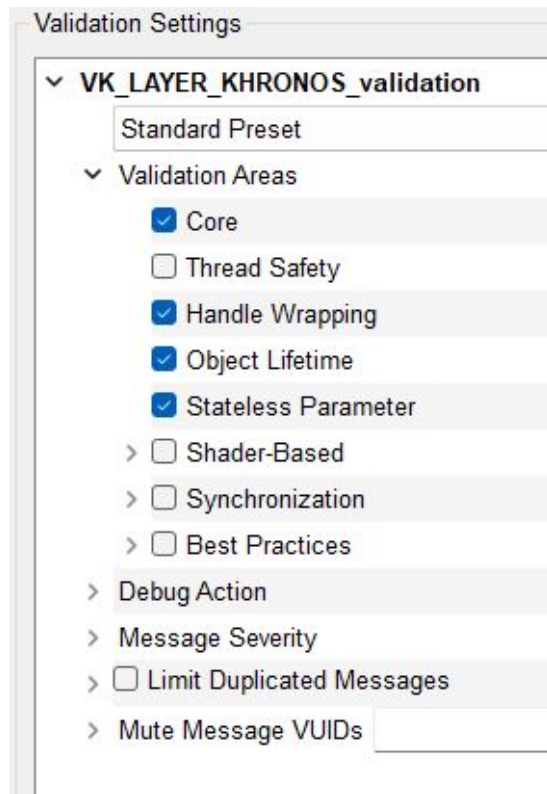 Validation Settings
VK_LAYER_KHRONOS_validation
Standard Preset
Validation Areas
Core
Thread Safety
Handle Wrapping
Object Lifetime
Stateless Parameter
Shader-Based
Synchronization
Best Practices
Debug Action
Message Severity
Limit Duplicated Messages
Mute Message VUIDs